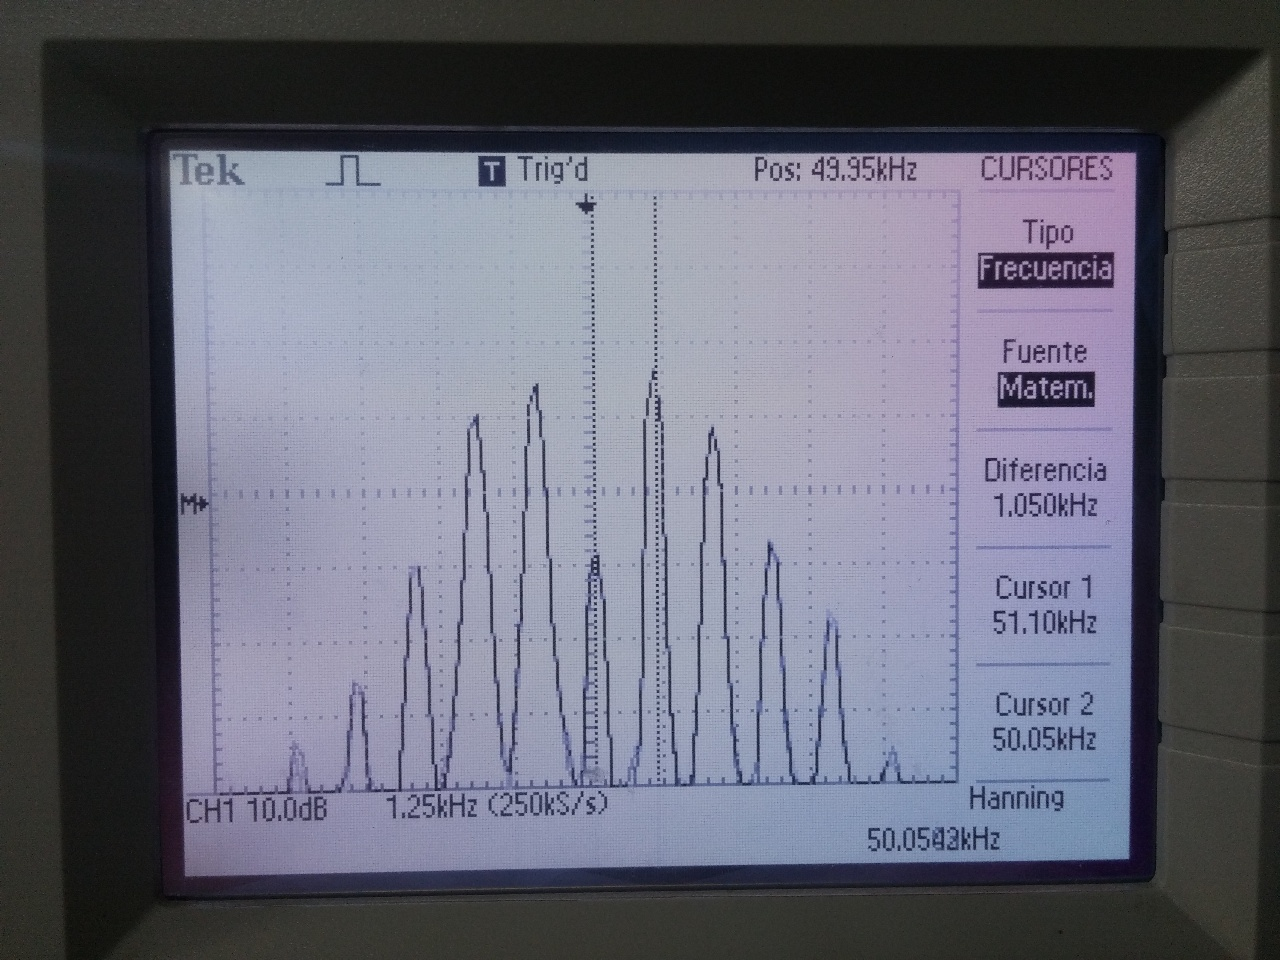 Tek T Trig'd Pos: 49.95kHz CURSORES
Tipo
Frecuencia
Fuente
Matem.
M
Diferencia
1.050kHz
Cursor 1
51.10kHz
Cursor 2
50.05kHz
CH1 10.0dB 1.25kHz (250kS/s) Hanning